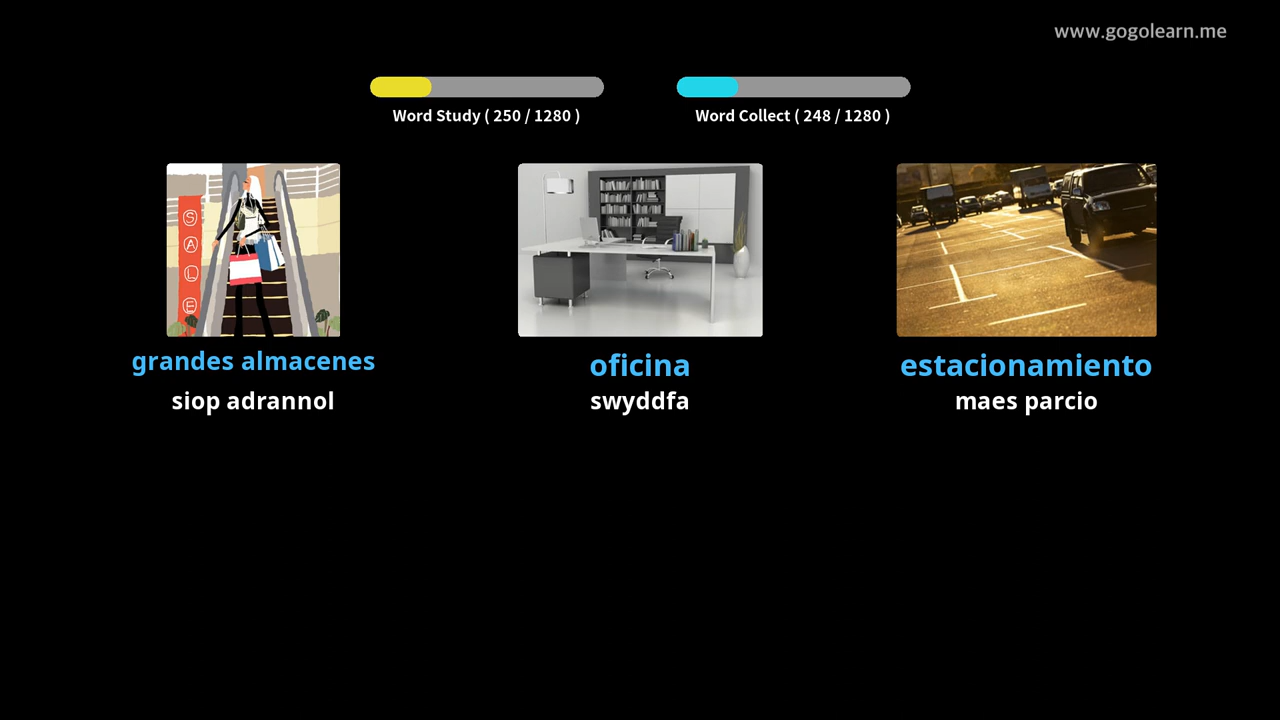 www.gogolearn.me
Word Study ( 250 / 1280 )
Word Collect ( 248 / 1280 )
S
A
L
E
grandes almacenes
siop adrannol
oficina
swyddfa
estacionamiento
maes parcio